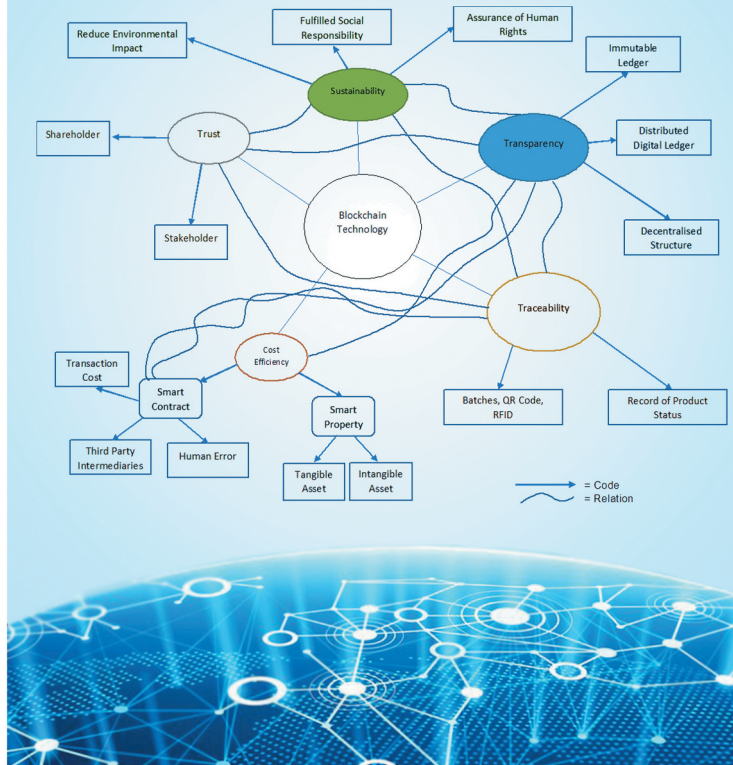 Fulfilled Social
Responsibility
Assurance of Human
Rights
Reduce Environmental
Impact
Immutable
Ledger
Sustainability
Shareholder
Trust
Transparency
Distributed
Digital Ledger
Blockchain
Technology
Stakeholder
Decentralised
Structure
Traceability
Cost
Efficiency
Transaction
Cost
Smart
Contract
Batches, QR Code,
RFID
Record of Product
Status
Smart
Property
Third Party
Intermediaries
Human Error
Tangible
Asset
Intangible
Asset
= Code
= Relation